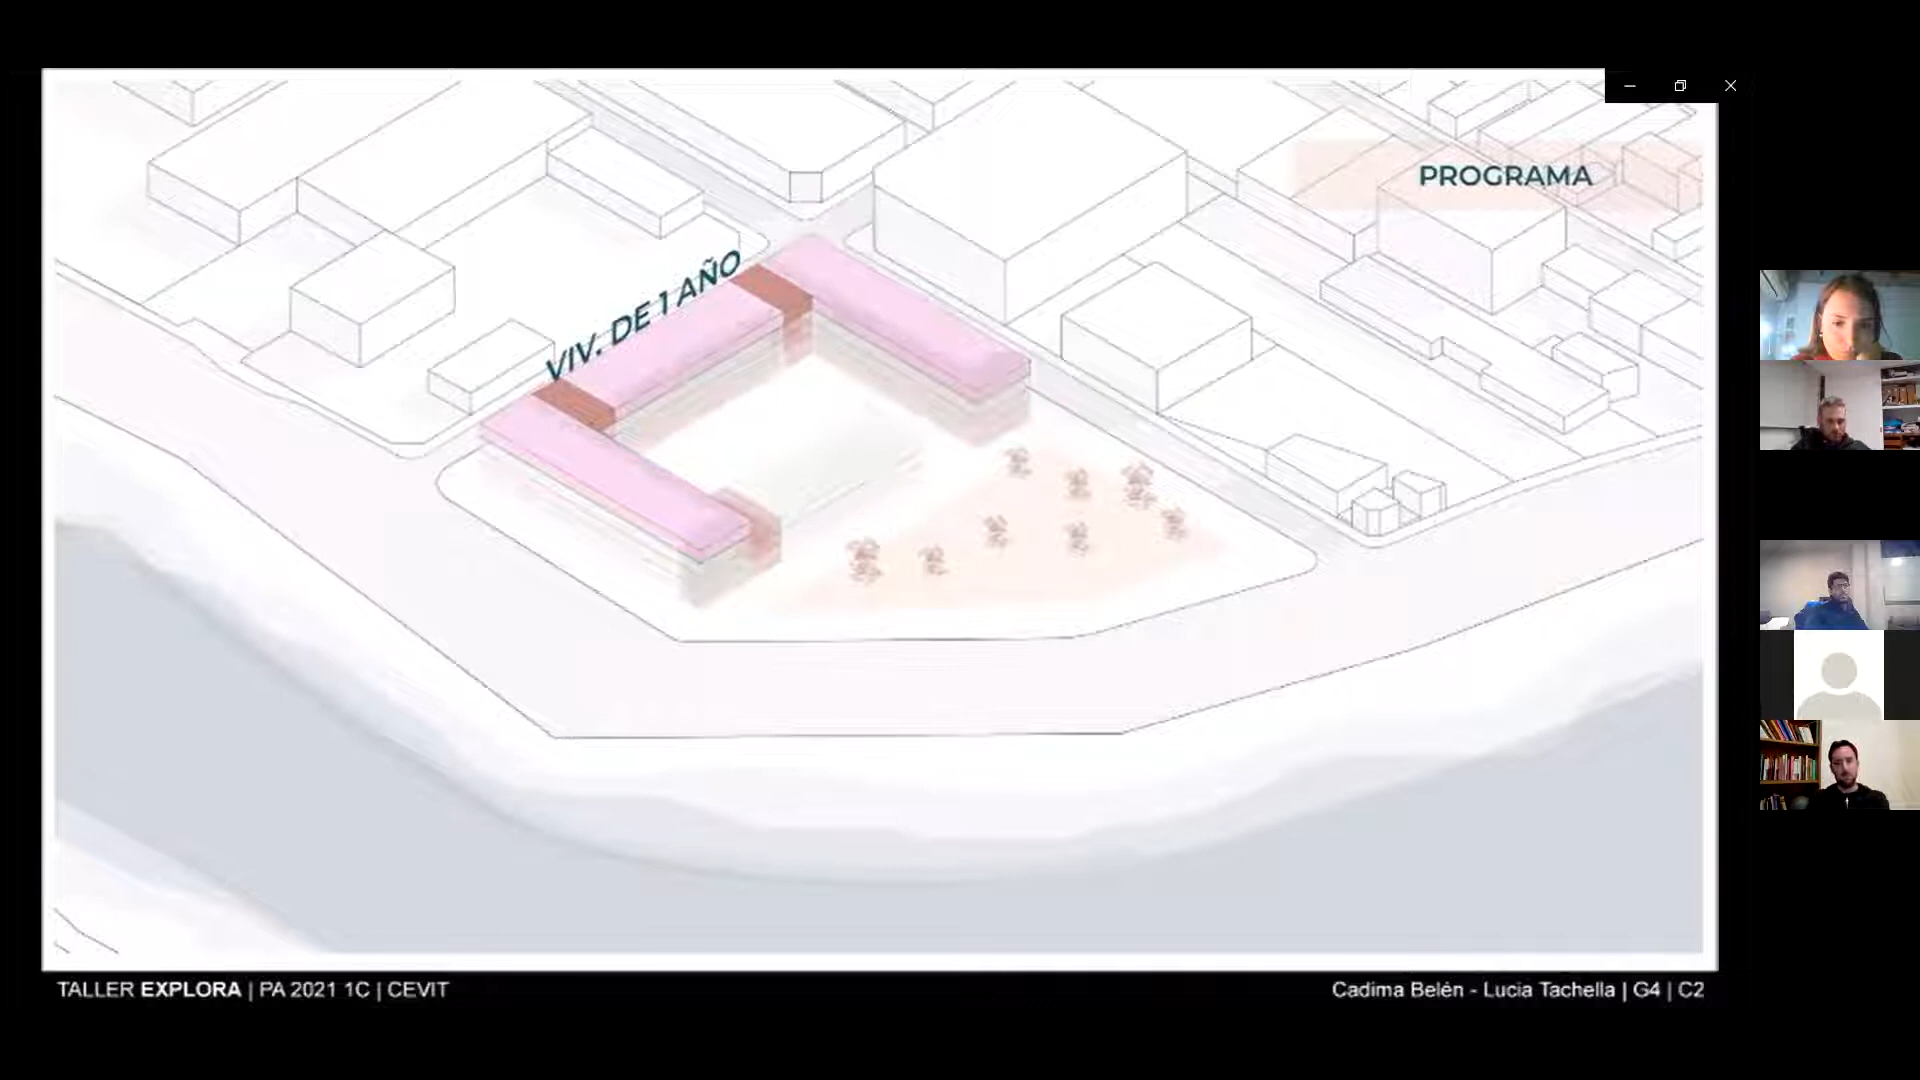 PROGRAMA
VIV. DE 1 AÑO
TALLER EXPLORA | PA 2021 1C | CEVIT
Cadima Belén - Lucia Tachella | G4 | C2